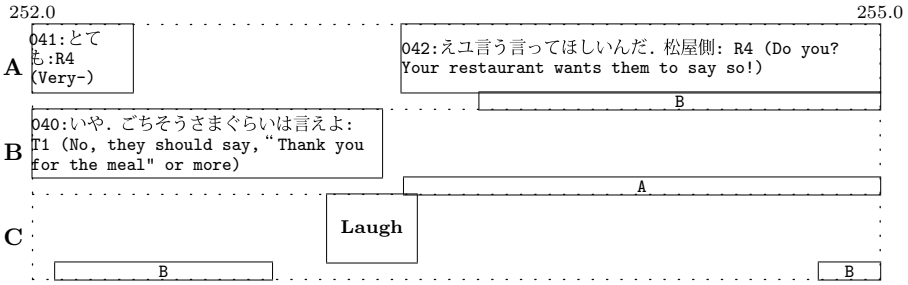 252.0 255.0
A
041:とて
も:R4
(Very-)
042:えユ言う言ってほしいんだ. 松屋側: R4 (Do you?
Your restaurant wants them to say so!)
B
B
040:いや. ごちそうさまぐらいは言えよ:
T1 (No, they should say, “Thank you
for the meal" or more)
A
C
Laugh
B
B